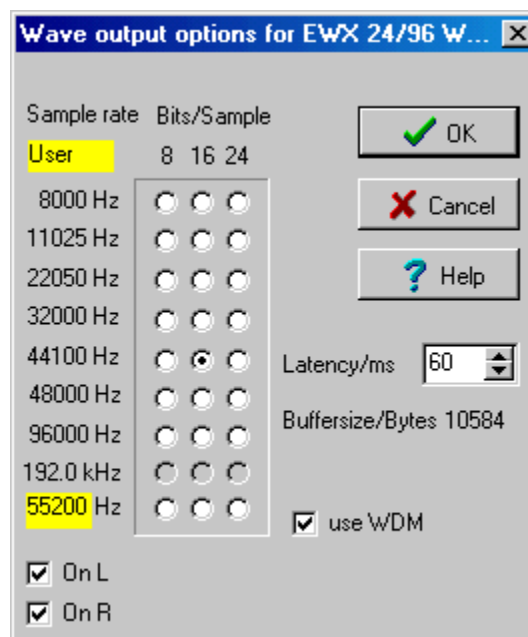 Wave output options for EWX 24/96 W...
Sample rate Bits/Sample
User 8 16 24
8000 Hz
11025 Hz
22050 Hz
32000 Hz
44100 Hz
48000 Hz
96000 Hz
192.0 kHz
55200 Hz
On L
On R
OK
Cancel
Help
Latency/ms 60
Buffersize/Bytes 10584
use WDM